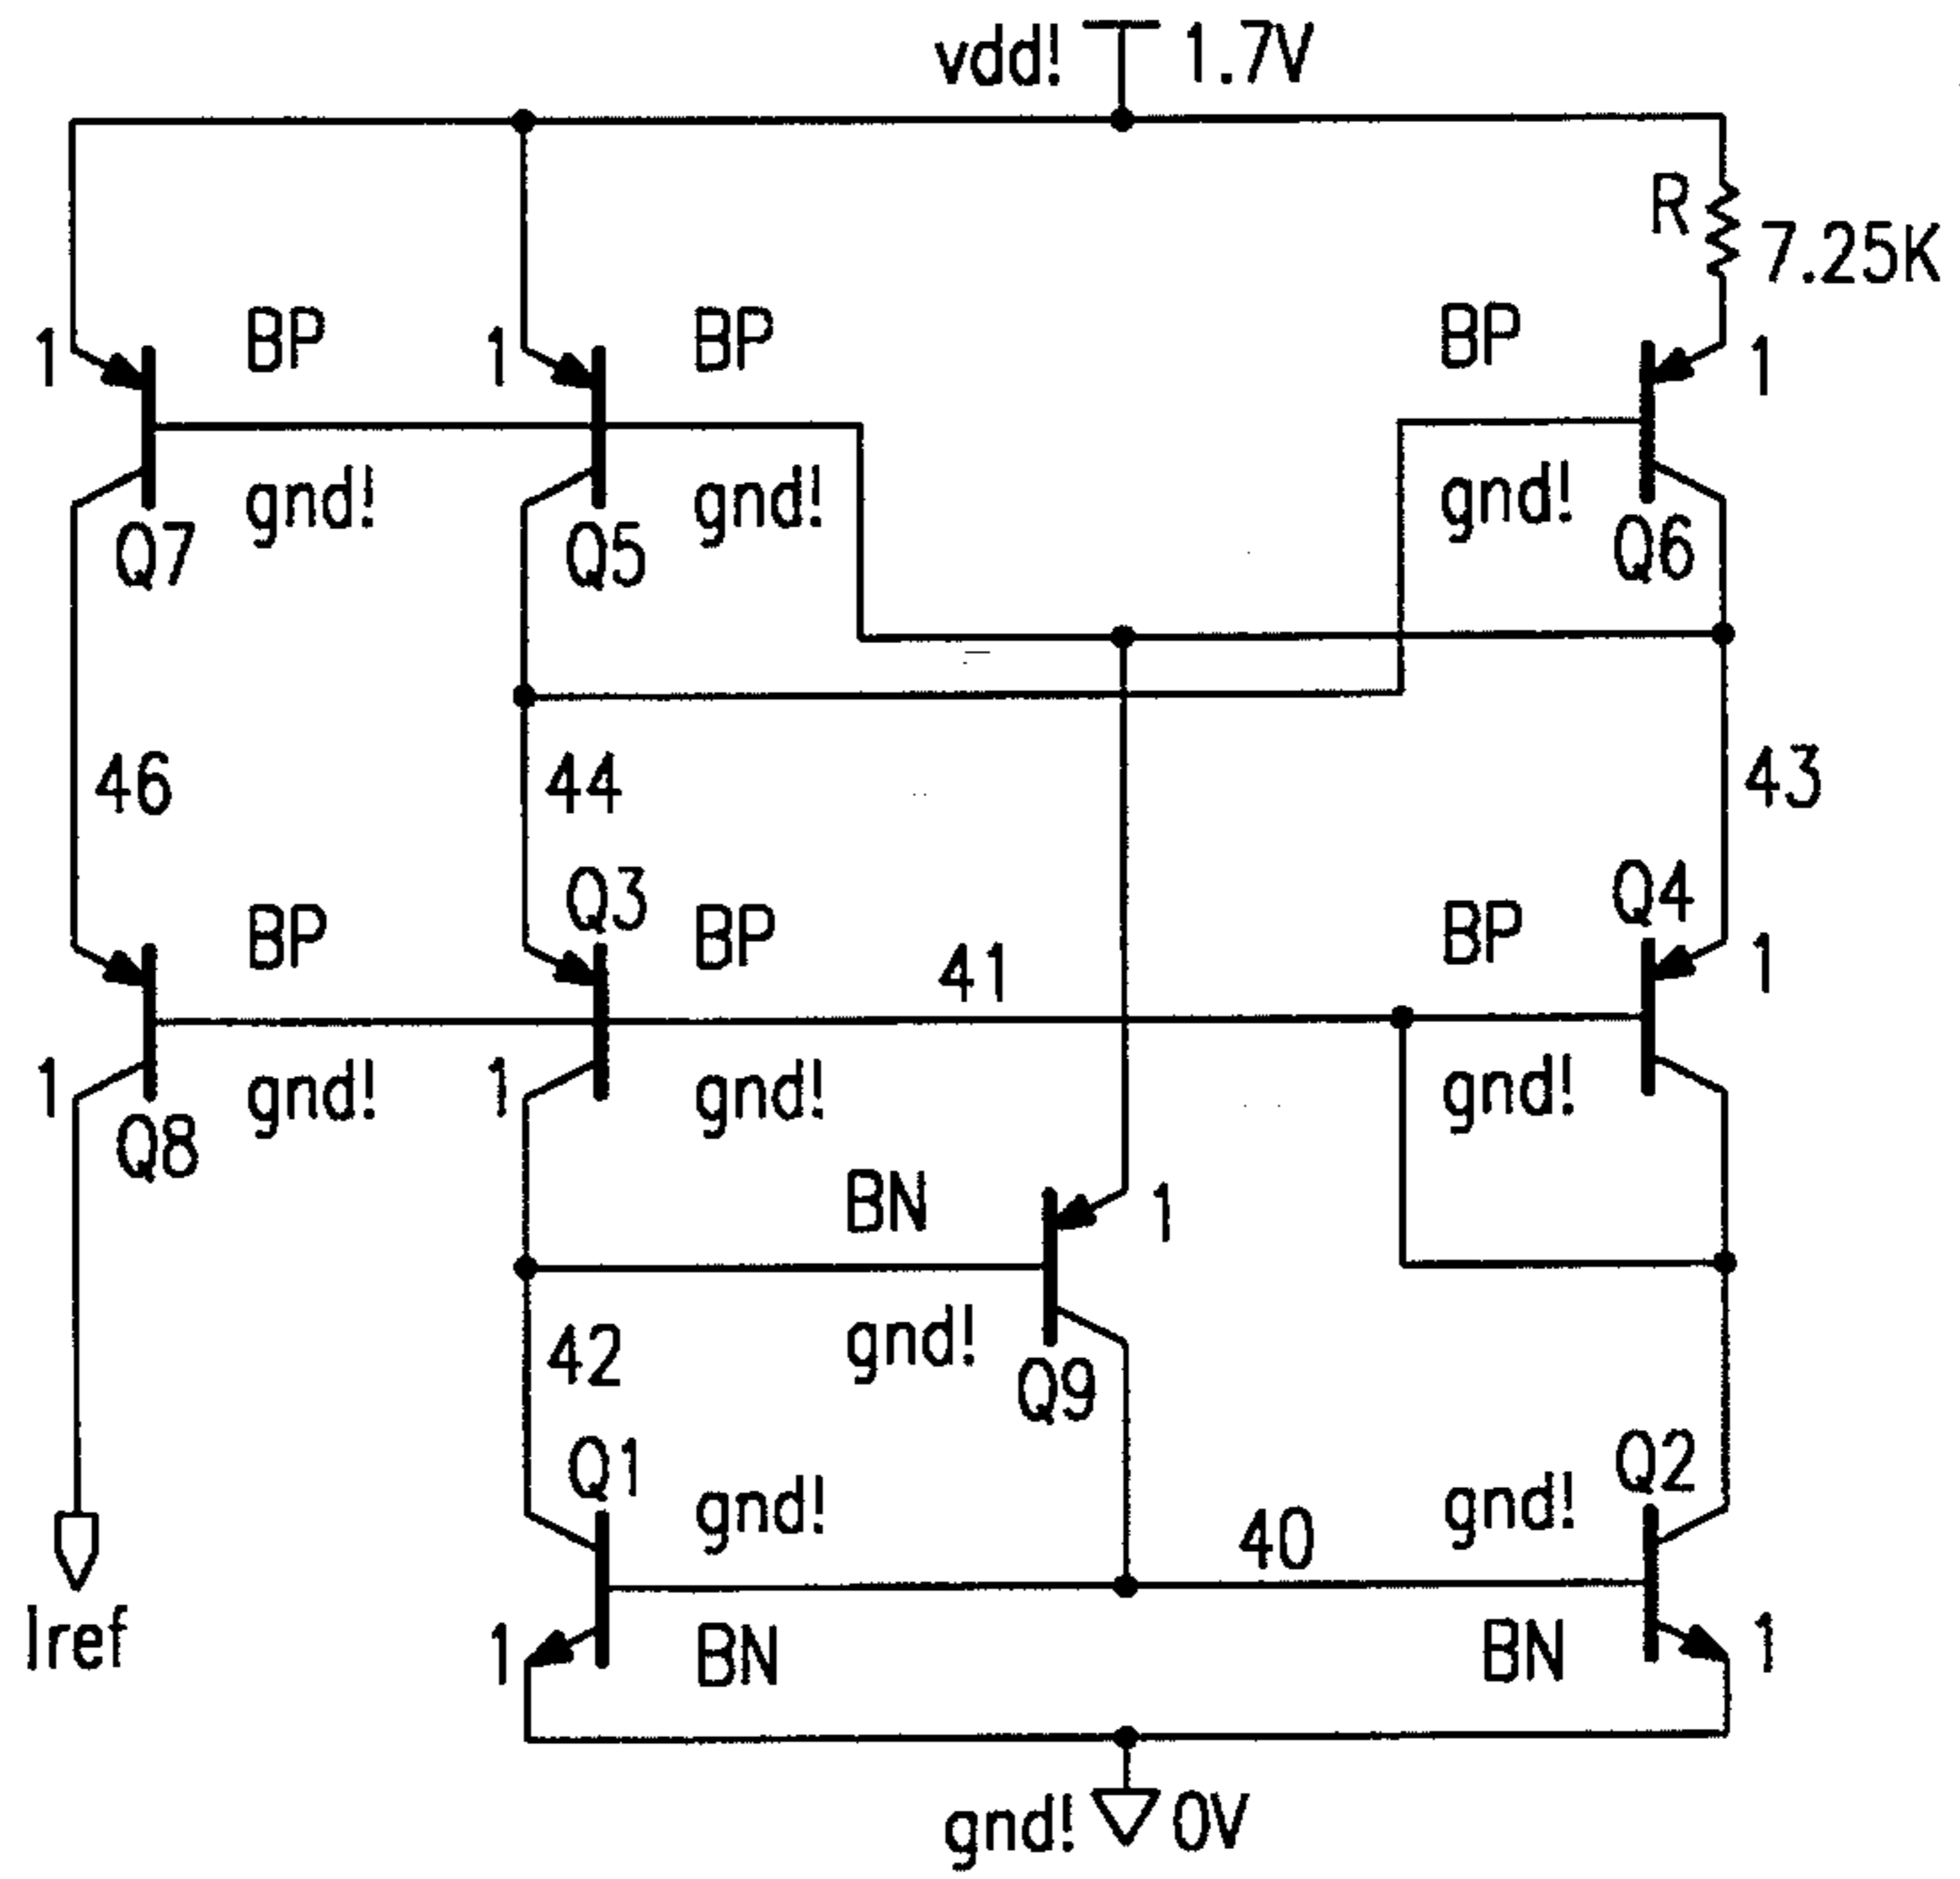 vdd! 1.7V
R
7.25K
1 BP 1 BP BP 1
gnd! gnd! gnd!
Q7 Q5 Q6
46 44 43
Q3 Q4
BP BP 41 BP 1
1 gnd! 1 gnd! gnd!
Q8
BN 1
gnd!
42 Q9
Q1 gnd! 40 gnd! Q2
Iref 1 BN BN 1
gnd! 0V